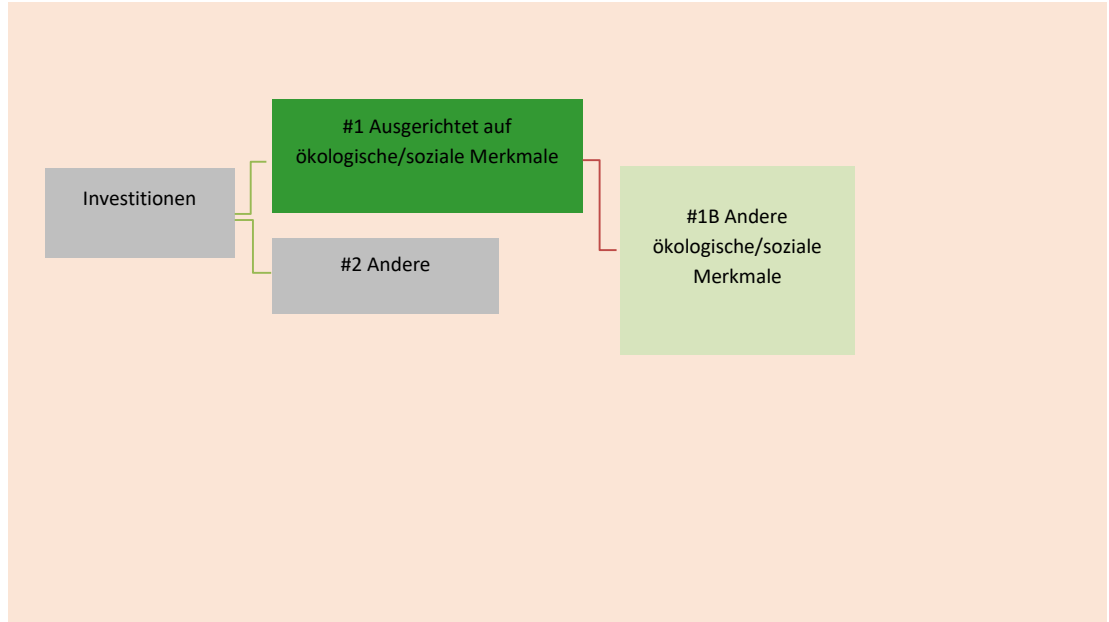 #1 Ausgerichtet auf
ökologische/soziale Merkmale
Investitionen
#1B Andere
ökologische/soziale
Merkmale
#2 Andere